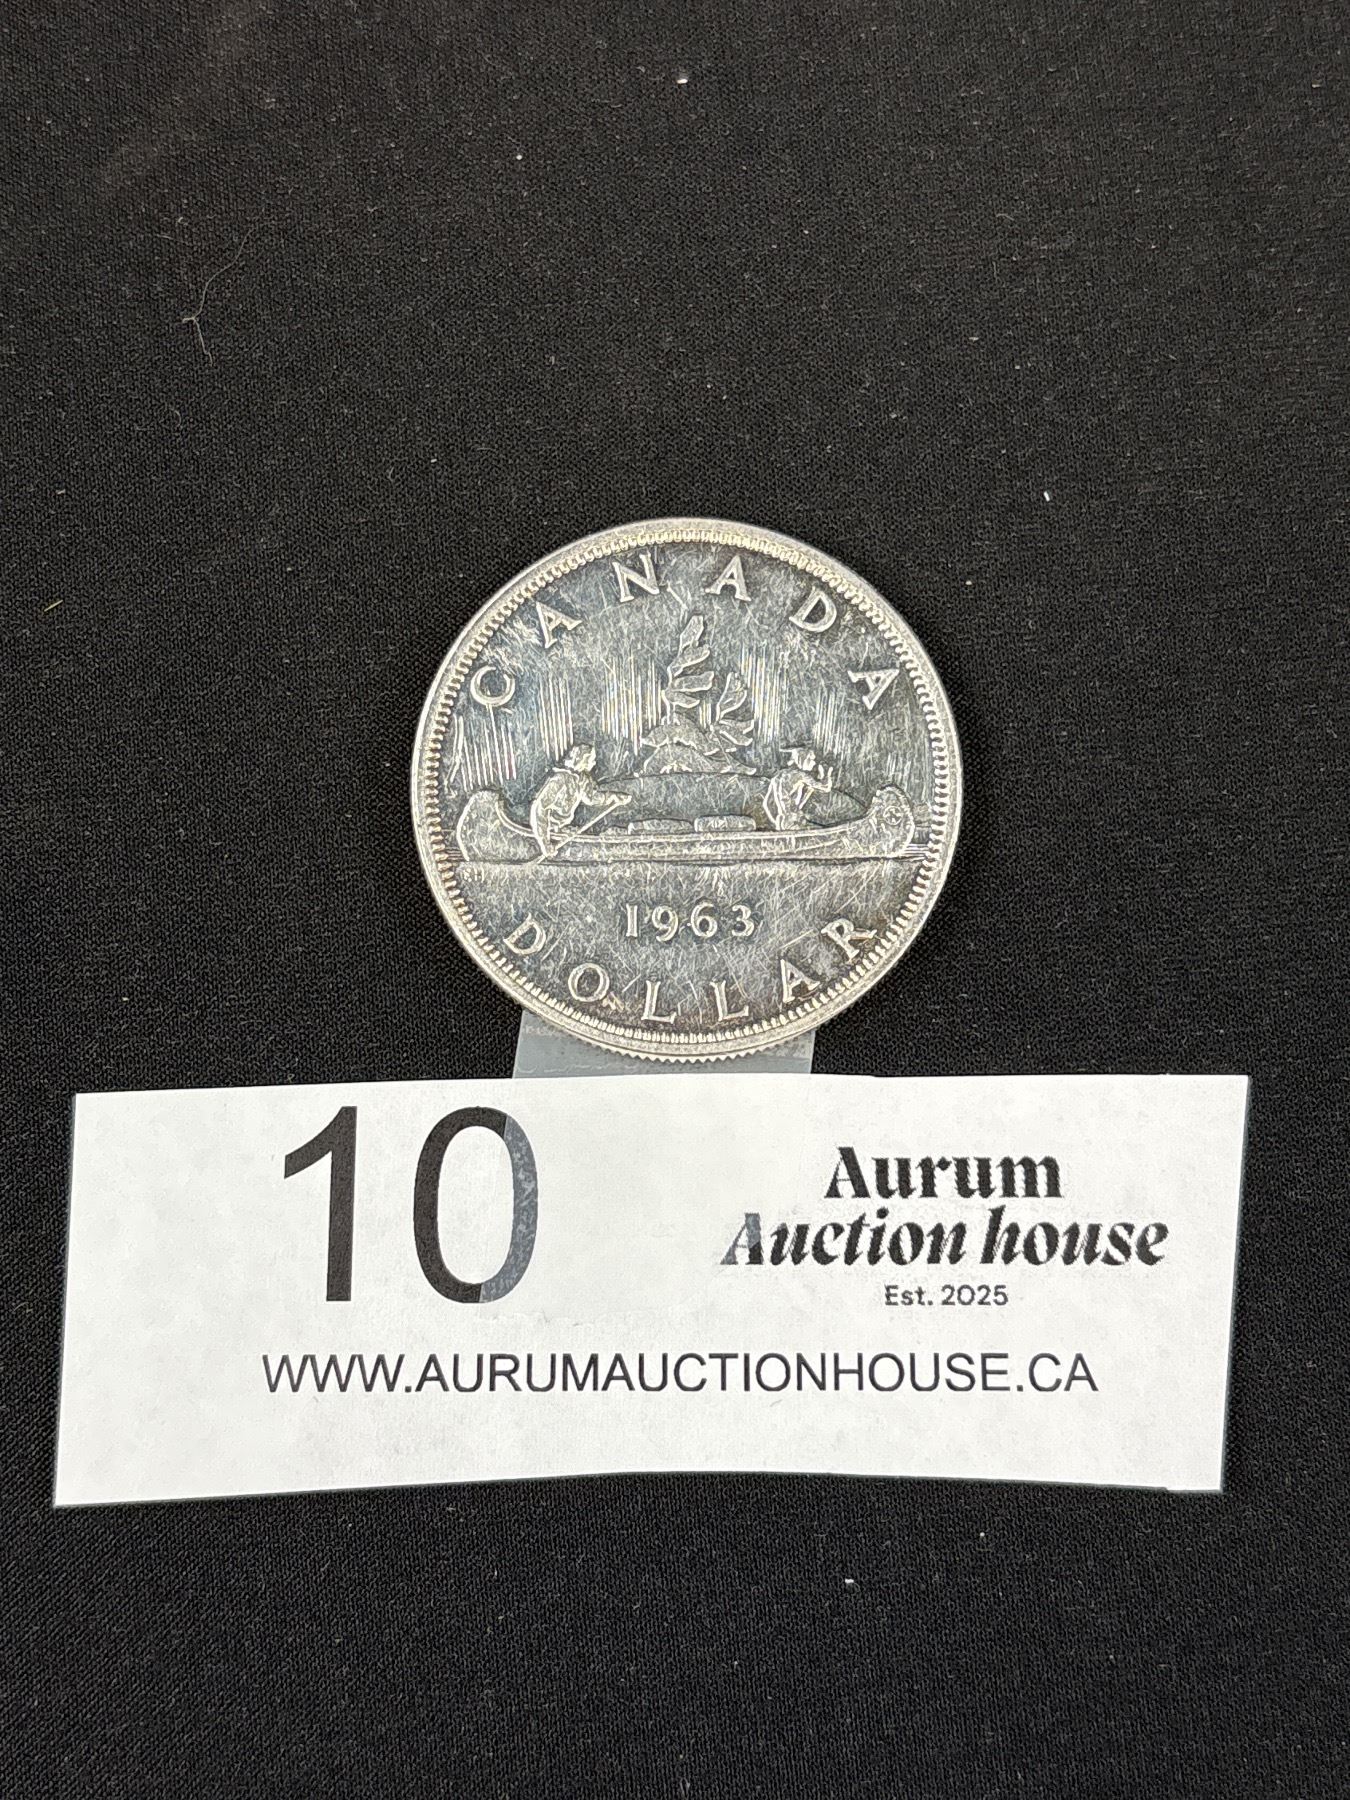 CANADA
1963
DOLLAR
10
Aurum
Auction house
Est. 2025
WWW.AURUMAUCTIONHOUSE.CA